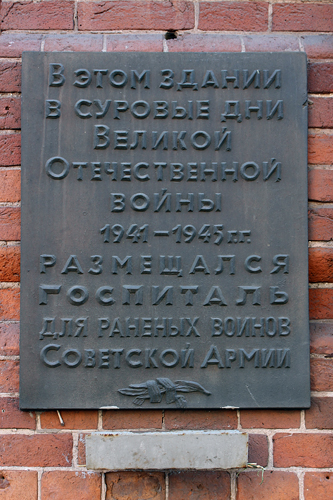 В этом здании
в суровые дни
Великой
Отечественной
войны
1941–1945 гг.
размещался
госпиталь
для раненых воинов
Советской Армии